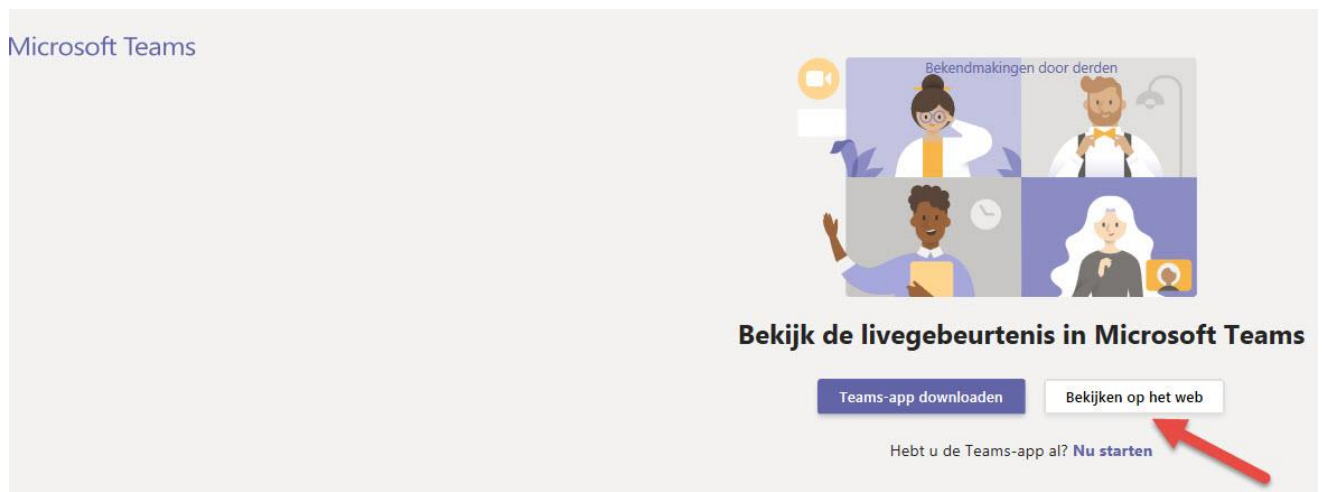 Microsoft Teams
Bekendmakingen door derden
Bekijk de livegebeurtenis in Microsoft Teams
Teams-app downloaden
Bekijken op het web
Hebt u de Teams-app al? Nu starten